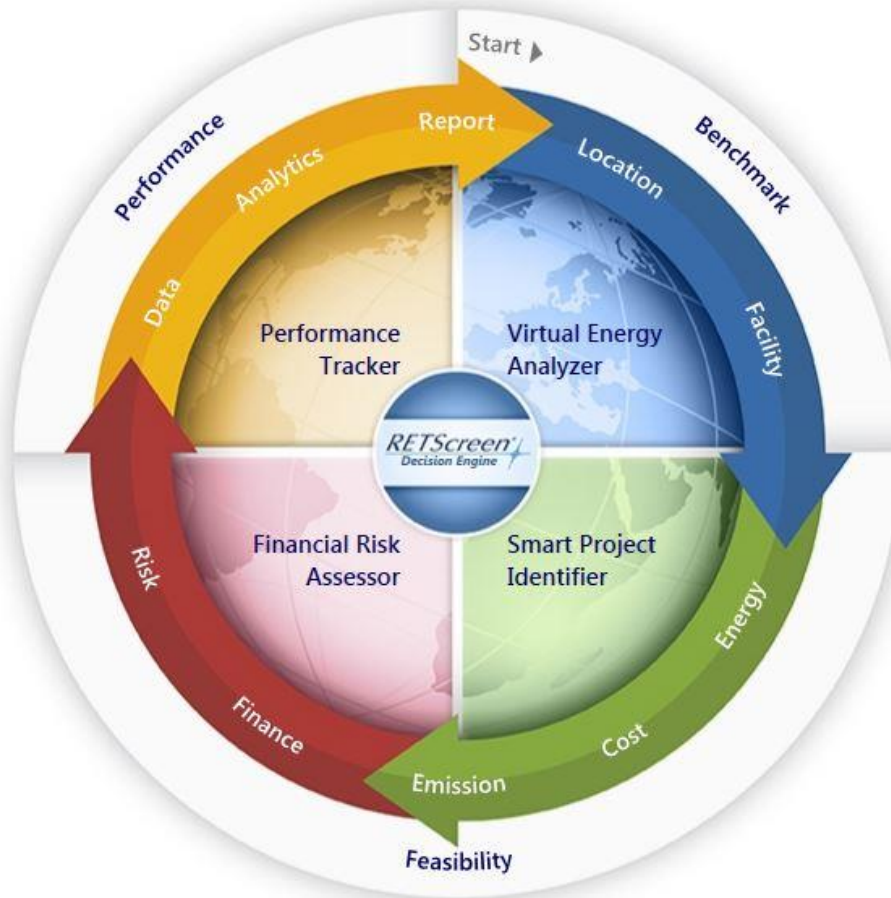 Start
Performance
Benchmark
Report
Location
Analytics
Data
Facility
Performance
Tracker
Virtual Energy
Analyzer
RETScreen®
Decision Engine
Financial Risk
Assessor
Smart Project
Identifier
Risk
Energy
Finance
Cost
Emission
Feasibility